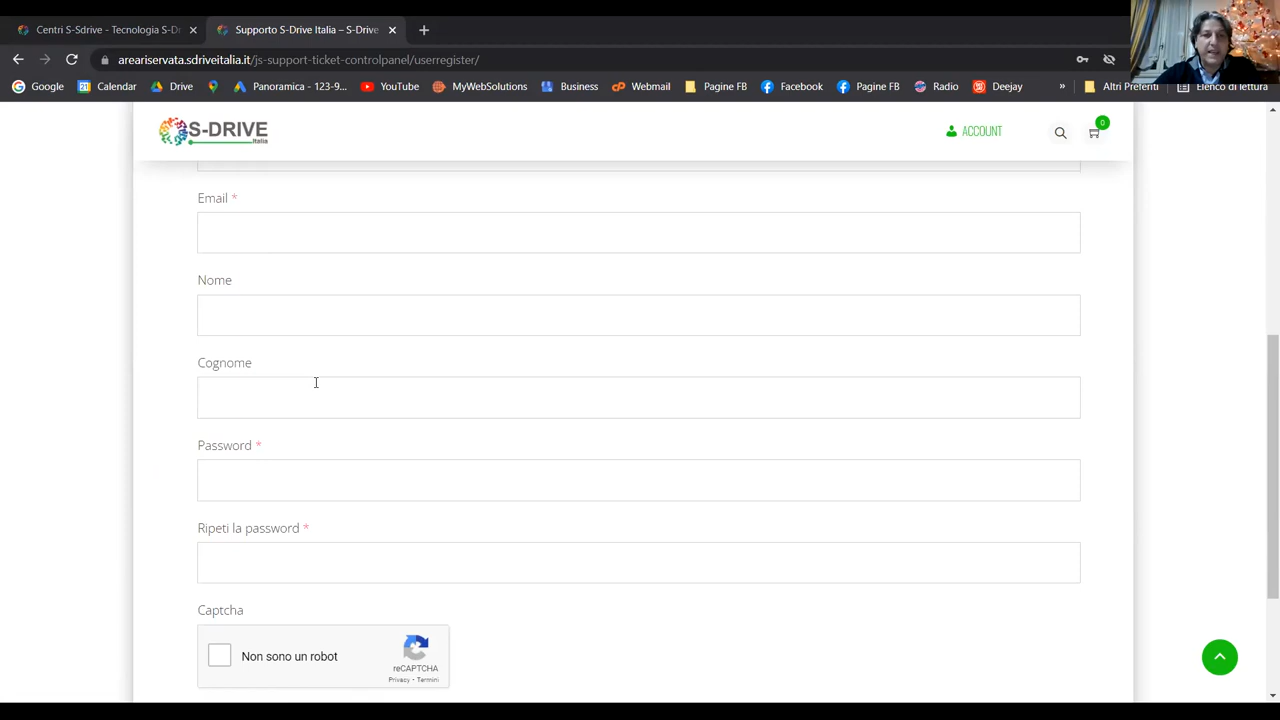 Centri S-Sdrive - Tecnologia S-Dr
Supporto S-Drive Italia – S-Drive
areariservata.sdriveitalia.it/js-support-ticket-controlpanel/userregister/
Google
Calendar
Drive
Panoramica - 123-9...
YouTube
MyWebSolutions
Business
Webmail
Pagine FB
Facebook
Pagine FB
Radio
Deejay
»
Altri Preferiti
Elenco di lettura
S-DRIVE
Italia
ACCOUNT
0
Email *
Nome
Cognome
Password *
Ripeti la password *
Captcha
Non sono un robot
reCAPTCHA
Privacy - Termini